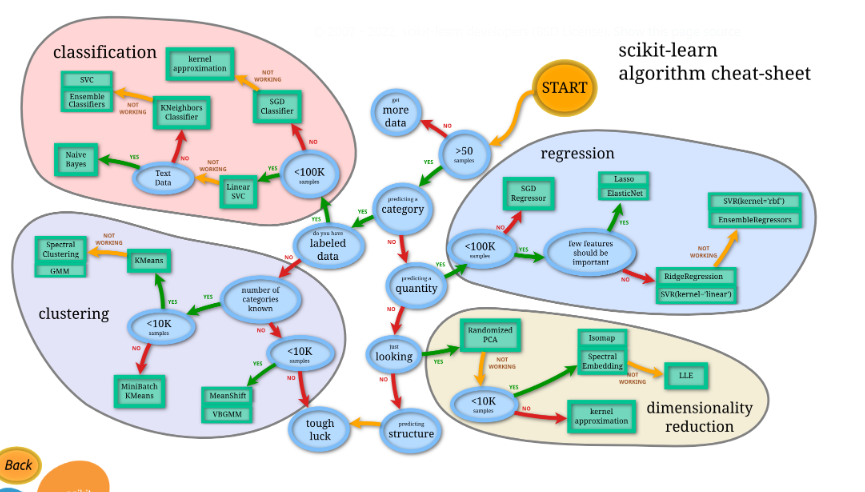 scikit-learn
algorithm cheat-sheet
START
>50
samples
NO
get
more
data
YES
predicting a
category
YES
do you have
labeled
data
NO
predicting a
quantity
YES
NO
just
looking
YES
NO
predicting
structure
tough
luck
classification
YES
<100K
samples
NO
SGD
Classifier
NOT
WORKING
kernel
approximation
YES
Linear
SVC
NOT
WORKING
Text
Data
YES
Naive
Bayes
NO
KNeighbors
Classifier
NOT
WORKING
SVC
Ensemble
Classifiers
clustering
NO
number of
categories
known
YES
<10K
samples
YES
KMeans
NOT
WORKING
Spectral
Clustering
GMM
NO
MiniBatch
KMeans
NO
<10K
samples
YES
MeanShift
VBGMM
NO
regression
<100K
samples
NO
SGD
Regressor
YES
few features
should be
important
YES
Lasso
ElasticNet
NO
RidgeRegression
SVR(kernel='linear')
NOT
WORKING
SVR(kernel='rbf')
EnsembleRegressors
dimensionality
reduction
Randomized
PCA
NOT
WORKING
<10K
samples
YES
Isomap
Spectral
Embedding
NOT
WORKING
LLE
NO
kernel
approximation
Back